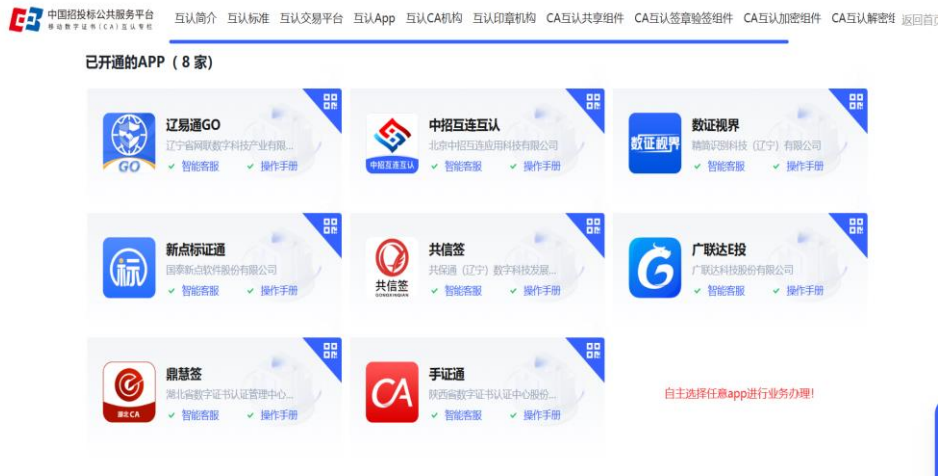 中国招投标公共服务平台
移动数字证书(CA)互认专栏
互认简介 互认标准 互认交易平台 互认App 互认CA机构 互认印章机构 CA互认共享组件 CA互认签章验签组件 CA互认加密组件 CA互认解密组 返回首页
已开通的APP（8家）
辽易通GO
辽宁省网联数字科技产业有限...
智能客服 操作手册
GO
中招互连互认
北京中招互连应用科技有限公司
智能客服 操作手册
中招互连互认
数证视界
精简识别科技（辽宁）有限公司
智能客服 操作手册
数证视界
新点标证通
国泰新点软件股份有限公司
智能客服 操作手册
标
共信签
共保通（辽宁）数字科技发展...
智能客服 操作手册
共信签
GONGXINQIAN
广联达E投
广联达科技股份有限公司
智能客服 操作手册
鼎慧签
湖北省数字证书认证管理中心...
智能客服 操作手册
湖北CA
手证通
陕西省数字证书认证中心股份...
智能客服 操作手册
CA
自主选择任意app进行业务办理!